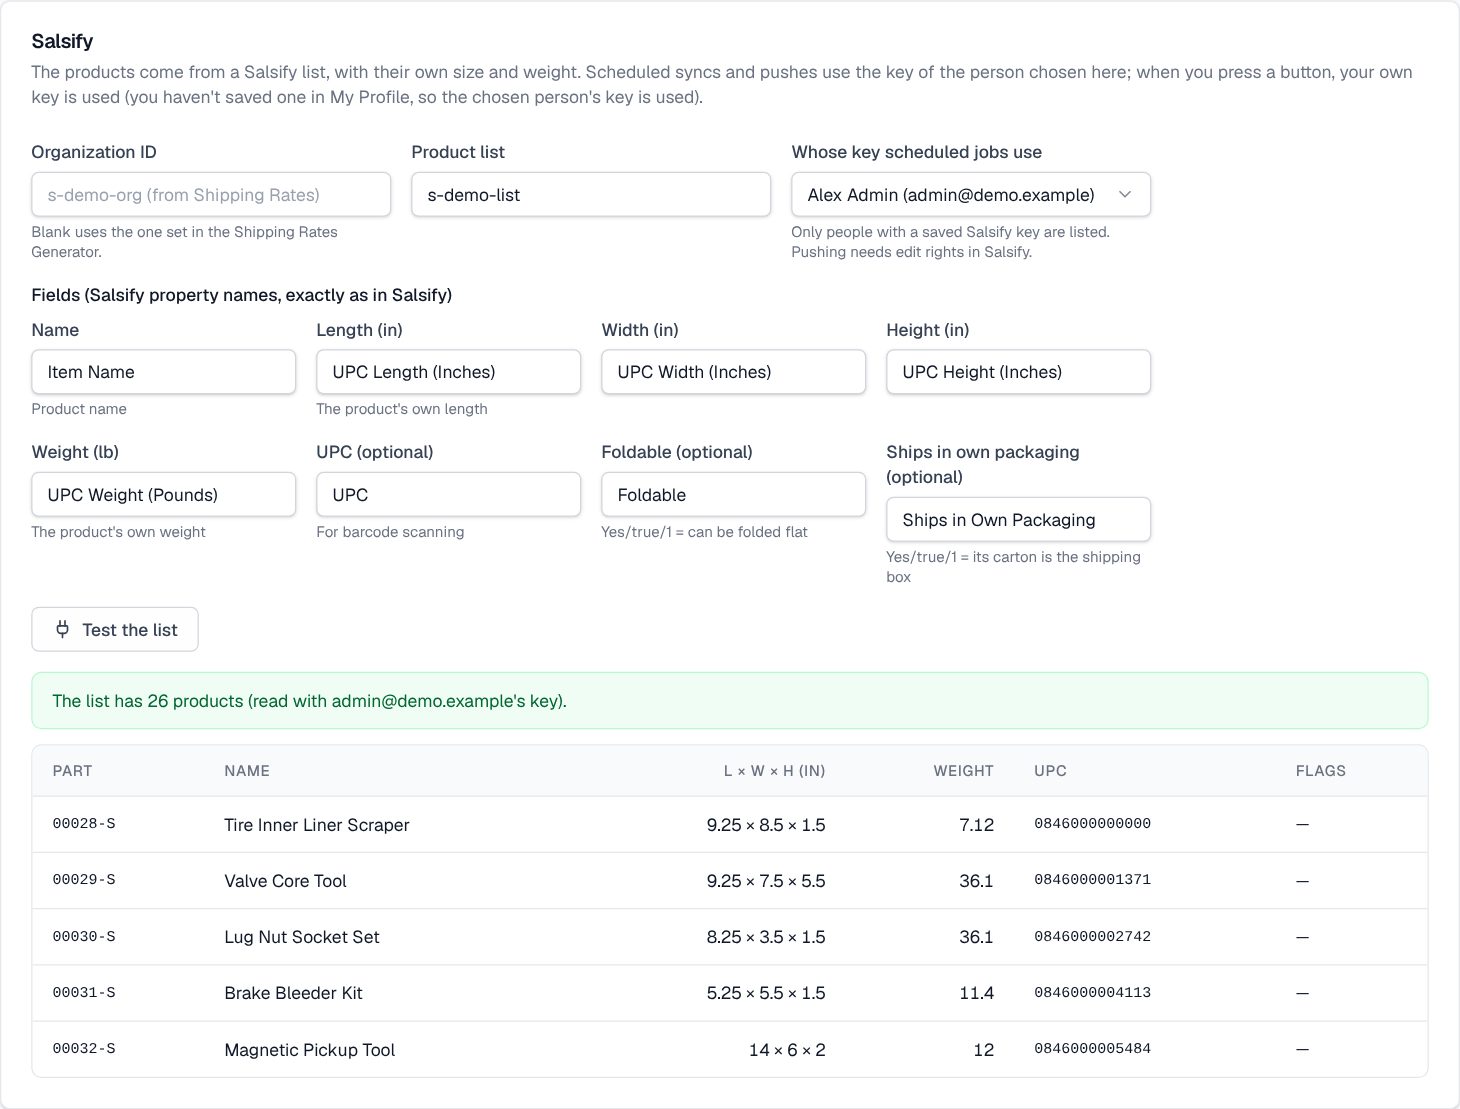 Salsify
The products come from a Salsify list, with their own size and weight. Scheduled syncs and pushes use the key of the person chosen here; when you press a button, your own
key is used (you haven't saved one in My Profile, so the chosen person's key is used).
Organization ID
Product list
Whose key scheduled jobs use
s-demo-org (from Shipping Rates)
s-demo-list
Alex Admin (admin@demo.example)
Blank uses the one set in the Shipping Rates
Generator.
Only people with a saved Salsify key are listed.
Pushing needs edit rights in Salsify.
Fields (Salsify property names, exactly as in Salsify)
Name
Length (in)
Width (in)
Height (in)
Item Name
UPC Length (Inches)
UPC Width (Inches)
UPC Height (Inches)
Product name
The product's own length
Weight (lb)
UPC (optional)
Foldable (optional)
Ships in own packaging
(optional)
UPC Weight (Pounds)
UPC
Foldable
Ships in Own Packaging
The product's own weight
For barcode scanning
Yes/true/1 = can be folded flat
Yes/true/1 = its carton is the shipping
box
Test the list
The list has 26 products (read with admin@demo.example's key).
PART NAME L × W × H (IN) WEIGHT UPC FLAGS
00028-S Tire Inner Liner Scraper 9.25 × 8.5 × 1.5 7.12 0846000000000 —
00029-S Valve Core Tool 9.25 × 7.5 × 5.5 36.1 0846000001371 —
00030-S Lug Nut Socket Set 8.25 × 3.5 × 1.5 36.1 0846000002742 —
00031-S Brake Bleeder Kit 5.25 × 5.5 × 1.5 11.4 0846000004113 —
00032-S Magnetic Pickup Tool 14 × 6 × 2 12 0846000005484 —